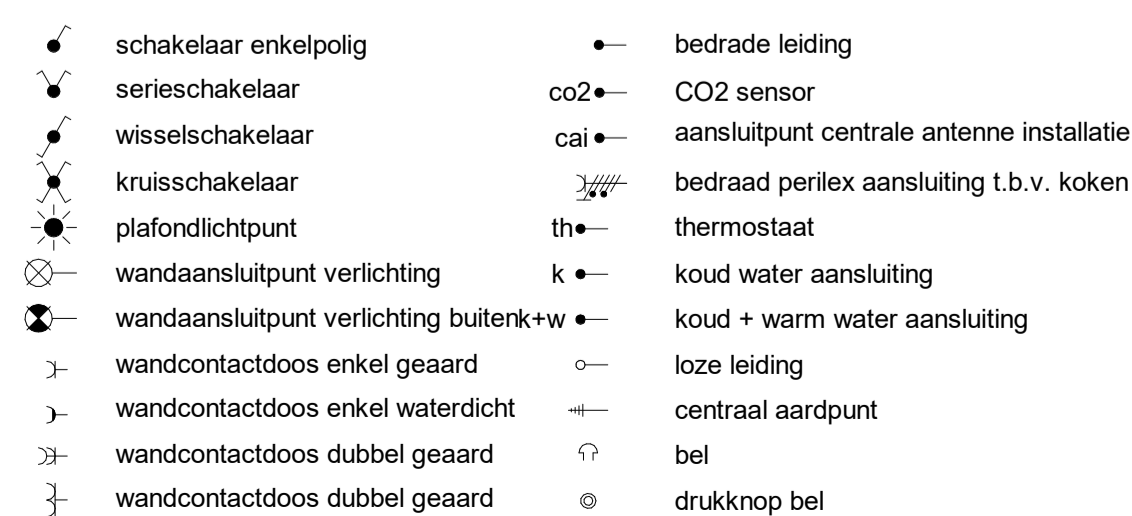 schakelaar enkelpolig
serieschakelaar
wisselschakelaar
kruisschakelaar
plafondlichtpunt
wandaansluitpunt verlichting
wandaansluitpunt verlichting buiten
wandcontactdoos enkel geaard
wandcontactdoos enkel waterdicht
wandcontactdoos dubbel geaard
wandcontactdoos dubbel geaard
bedrade leiding
co2 CO2 sensor
cai aansluitpunt centrale antenne installatie
bedraad perilex aansluiting t.b.v. koken
th thermostaat
k koud water aansluiting
k+w koud + warm water aansluiting
loze leiding
centraal aardpunt
bel
drukknop bel